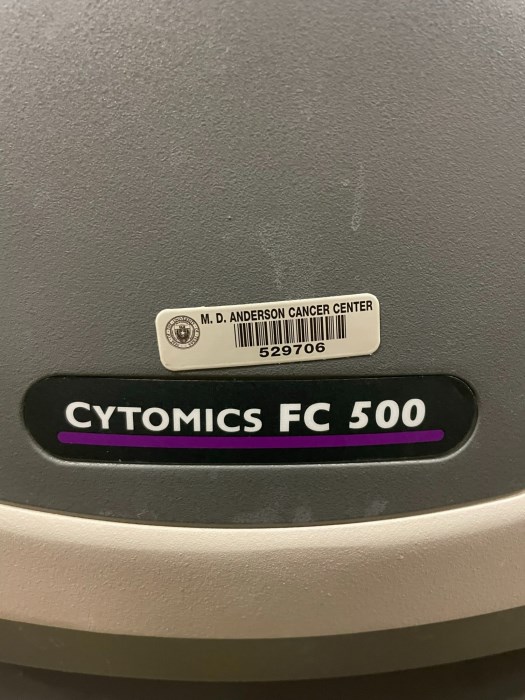 M. D. ANDERSON CANCER CENTER
529706
CYTOMICS FC 500